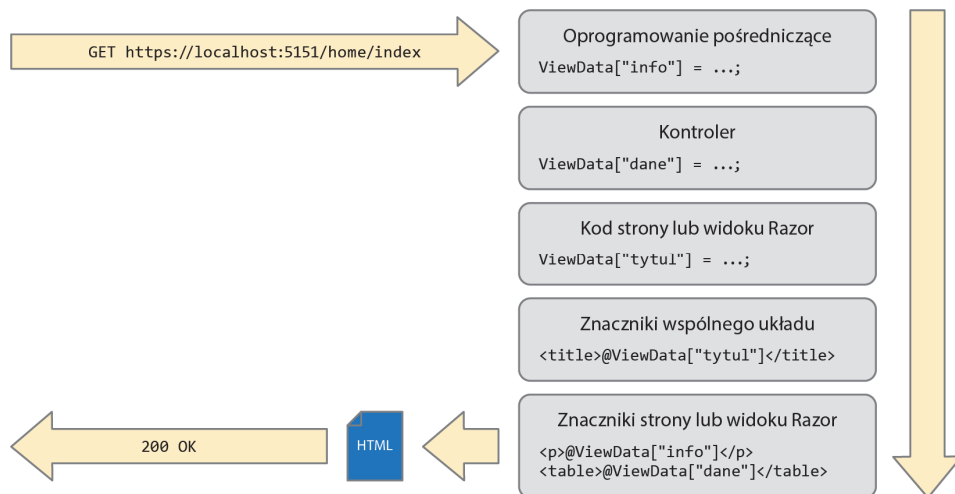 GET https://localhost:5151/home/index
Oprogramowanie pośredniczące
ViewData["info"] = ...;
Kontroler
ViewData["dane"] = ...;
Kod strony lub widoku Razor
ViewData["tytul"] = ...;
Znaczniki wspólnego układu
<title>@ViewData["tytul"]</title>
Znaczniki strony lub widoku Razor
<p>@ViewData["info"]</p>
<table>@ViewData["dane"]</table>
HTML
200 OK